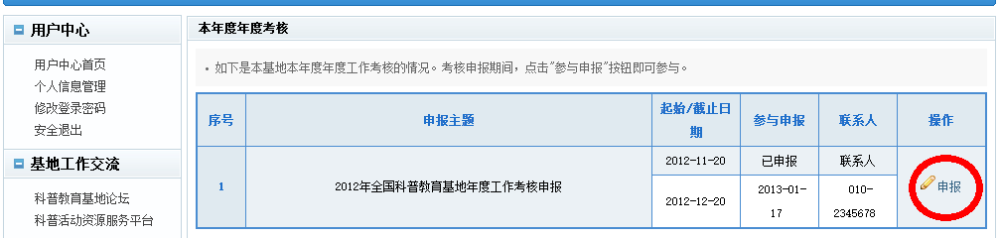 用户中心
用户中心首页
个人信息管理
修改登录密码
安全退出
基地工作交流
科普教育基地论坛
科普活动资源服务平台
本年度年度考核
• 如下是本基地本年度年度工作考核的情况。考核申报期间，点击"参与申报"按钮即可参与。
序号
申报主题
起始/截止日
期
参与申报
联系人
操作
1
2012年全国科普教育基地年度工作考核申报
2012-11-20
已申报
联系人
2012-12-20
2013-01-
17
010-
2345678
申报